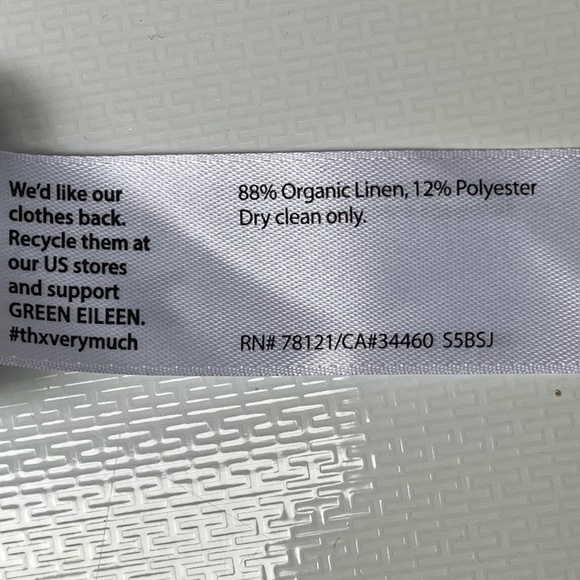 We'd like our
clothes back.
Recycle them at
our US stores
and support
GREEN EILEEN.
#thxverymuch
88% Organic Linen, 12% Polyester
Dry clean only.
RN# 78121/CA#34460 S5BSJ